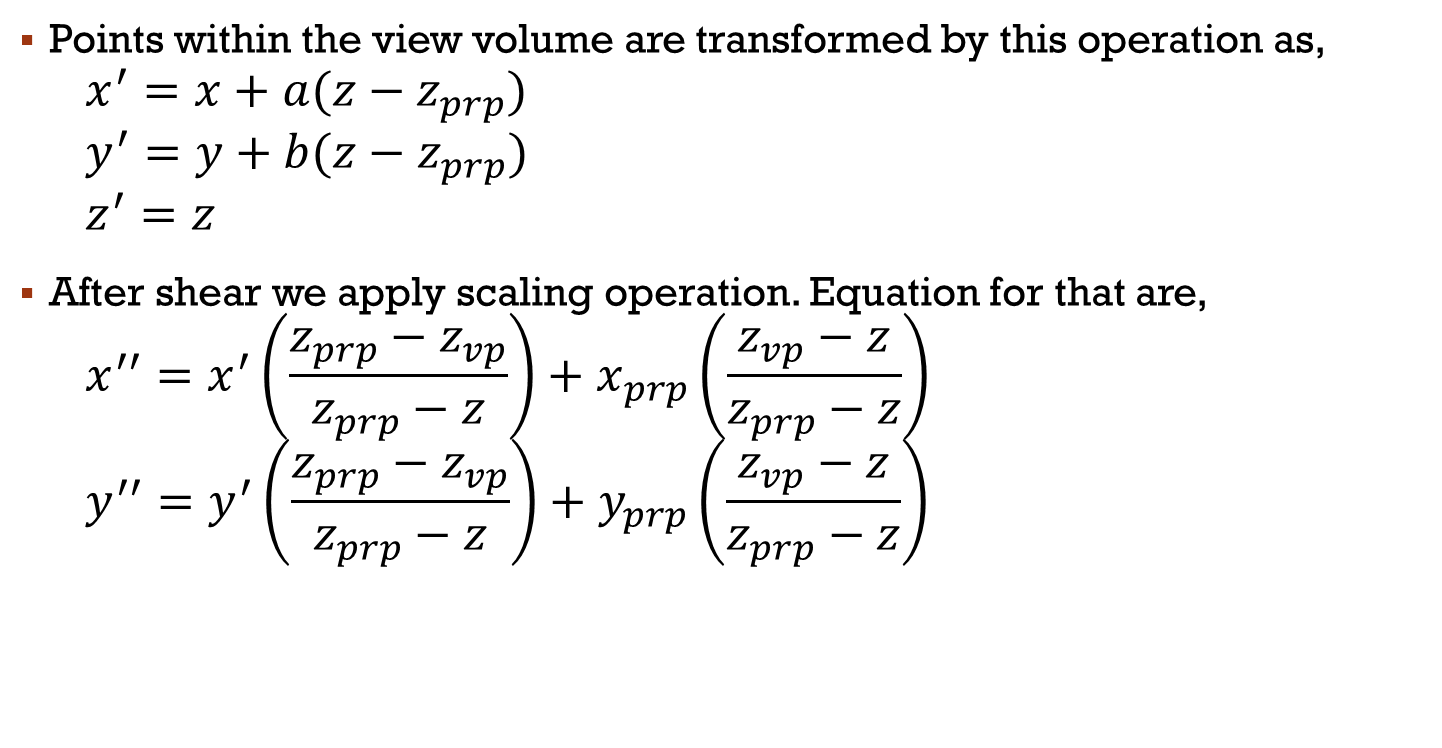 ▪ Points within the view volume are transformed by this operation as,
x′ = x + a(z − z_prp)
y′ = y + b(z − z_prp)
z′ = z
▪ After shear we apply scaling operation. Equation for that are,
x′′ = x′ ((z_prp − z_vp)/(z_prp − z)) + x_prp ((z_vp − z)/(z_prp − z))
y′′ = y′ ((z_prp − z_vp)/(z_prp − z)) + y_prp ((z_vp − z)/(z_prp − z))